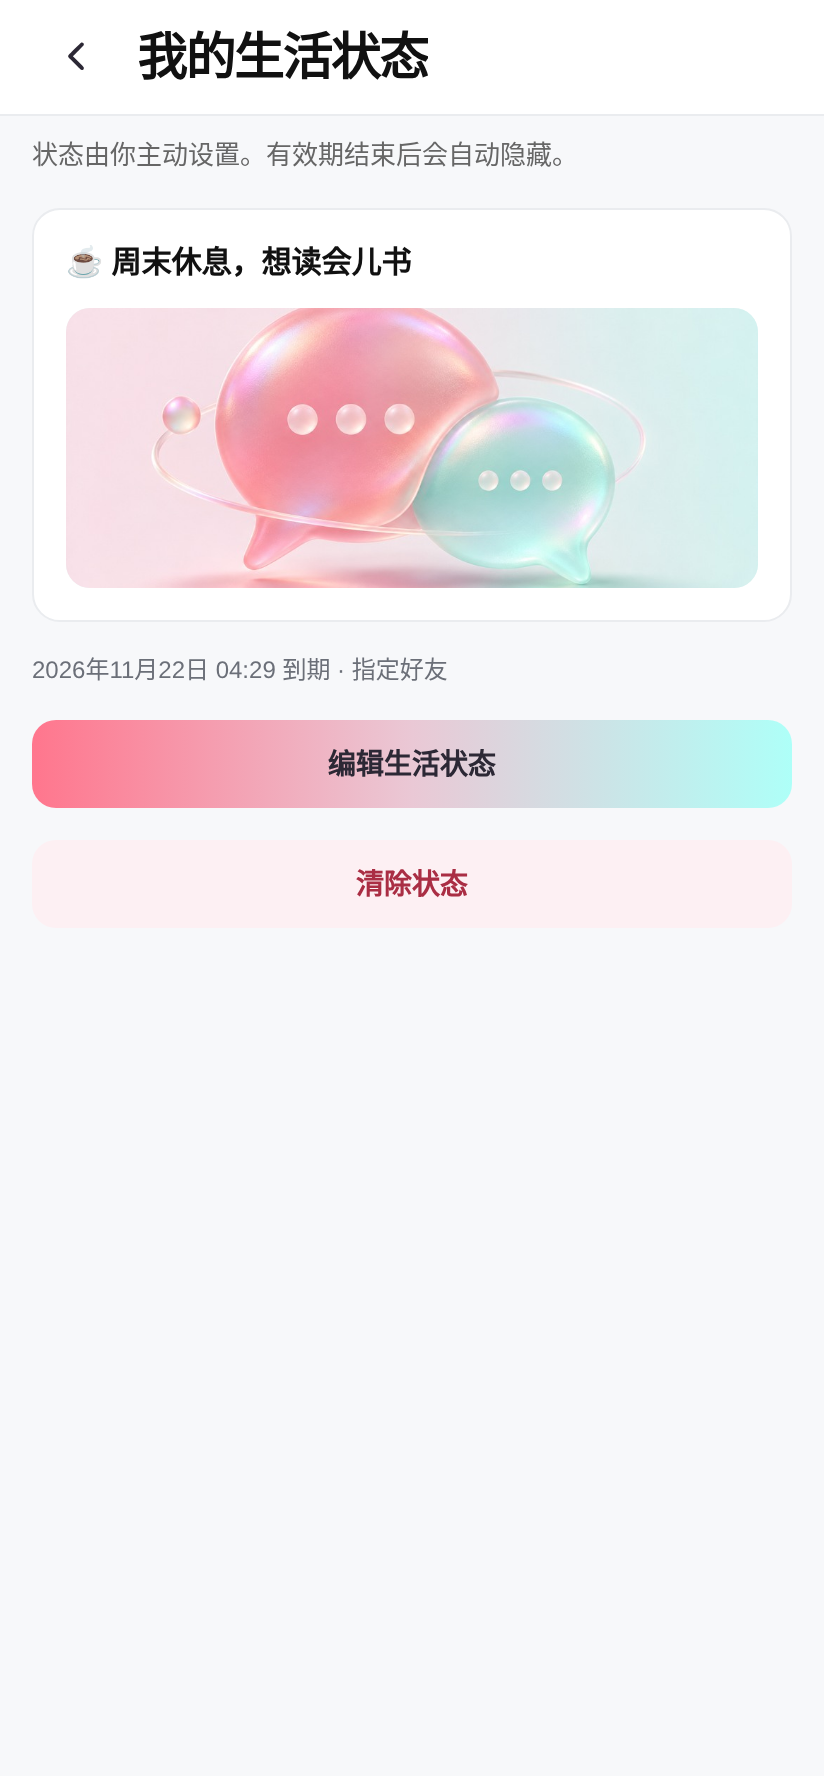 我的生活状态
状态由你主动设置。有效期结束后会自动隐藏。
☕ 周末休息，想读会儿书
2026年11月22日 04:29 到期 · 指定好友
编辑生活状态
清除状态